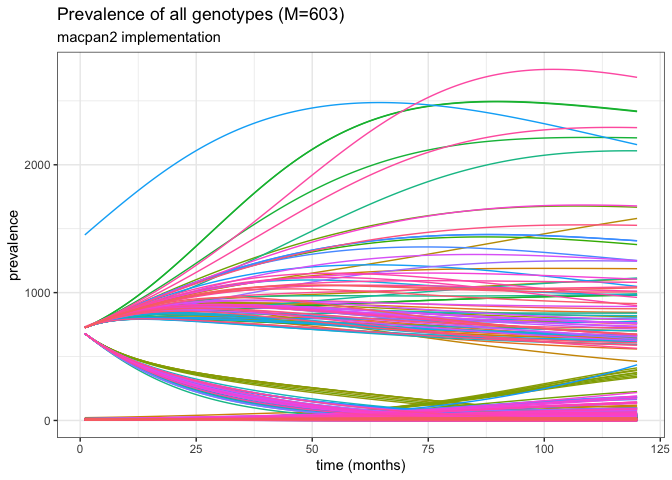 Prevalence of all genotypes (M=603)
macpan2 implementation
prevalence
2000
1000
0
0
25
50
75
100
125
time (months)